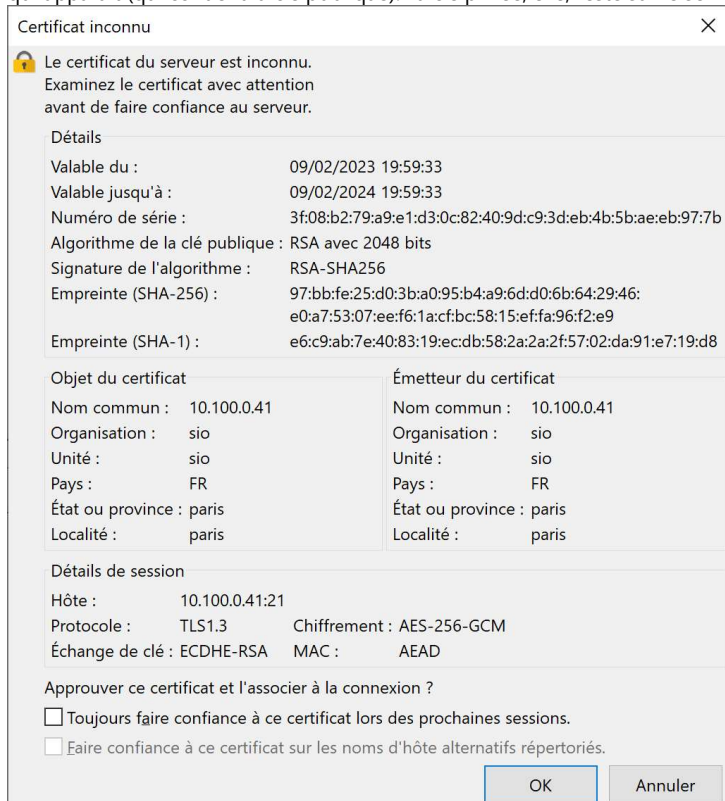 Certificat inconnu
Le certificat du serveur est inconnu.
Examinez le certificat avec attention
avant de faire confiance au serveur.
Détails
Valable du : 09/02/2023 19:59:33
Valable jusqu'à : 09/02/2024 19:59:33
Numéro de série : 3f:08:b2:79:a9:e1:d3:0c:82:40:9d:c9:3d:eb:4b:5b:ae:eb:97:7b
Algorithme de la clé publique : RSA avec 2048 bits
Signature de l'algorithme : RSA-SHA256
Empreinte (SHA-256) : 97:bb:fe:25:d0:3b:a0:95:b4:a9:6d:d0:6b:64:29:46:
e0:a7:53:07:ee:f6:1a:cf:bc:58:15:ef:fa:96:f2:e9
Empreinte (SHA-1) : e6:c9:ab:7e:40:83:19:ec:db:58:2a:2a:2f:57:02:da:91:e7:19:d8
Objet du certificat
Nom commun : 10.100.0.41
Organisation : sio
Unité : sio
Pays : FR
État ou province : paris
Localité : paris
Émetteur du certificat
Nom commun : 10.100.0.41
Organisation : sio
Unité : sio
Pays : FR
État ou province : paris
Localité : paris
Détails de session
Hôte : 10.100.0.41:21
Protocole : TLS1.3 Chiffrement : AES-256-GCM
Échange de clé : ECDHE-RSA MAC : AEAD
Approuver ce certificat et l'associer à la connexion ?
Toujours faire confiance à ce certificat lors des prochaines sessions.
Faire confiance à ce certificat sur les noms d'hôte alternatifs répertoriés.
OK Annuler